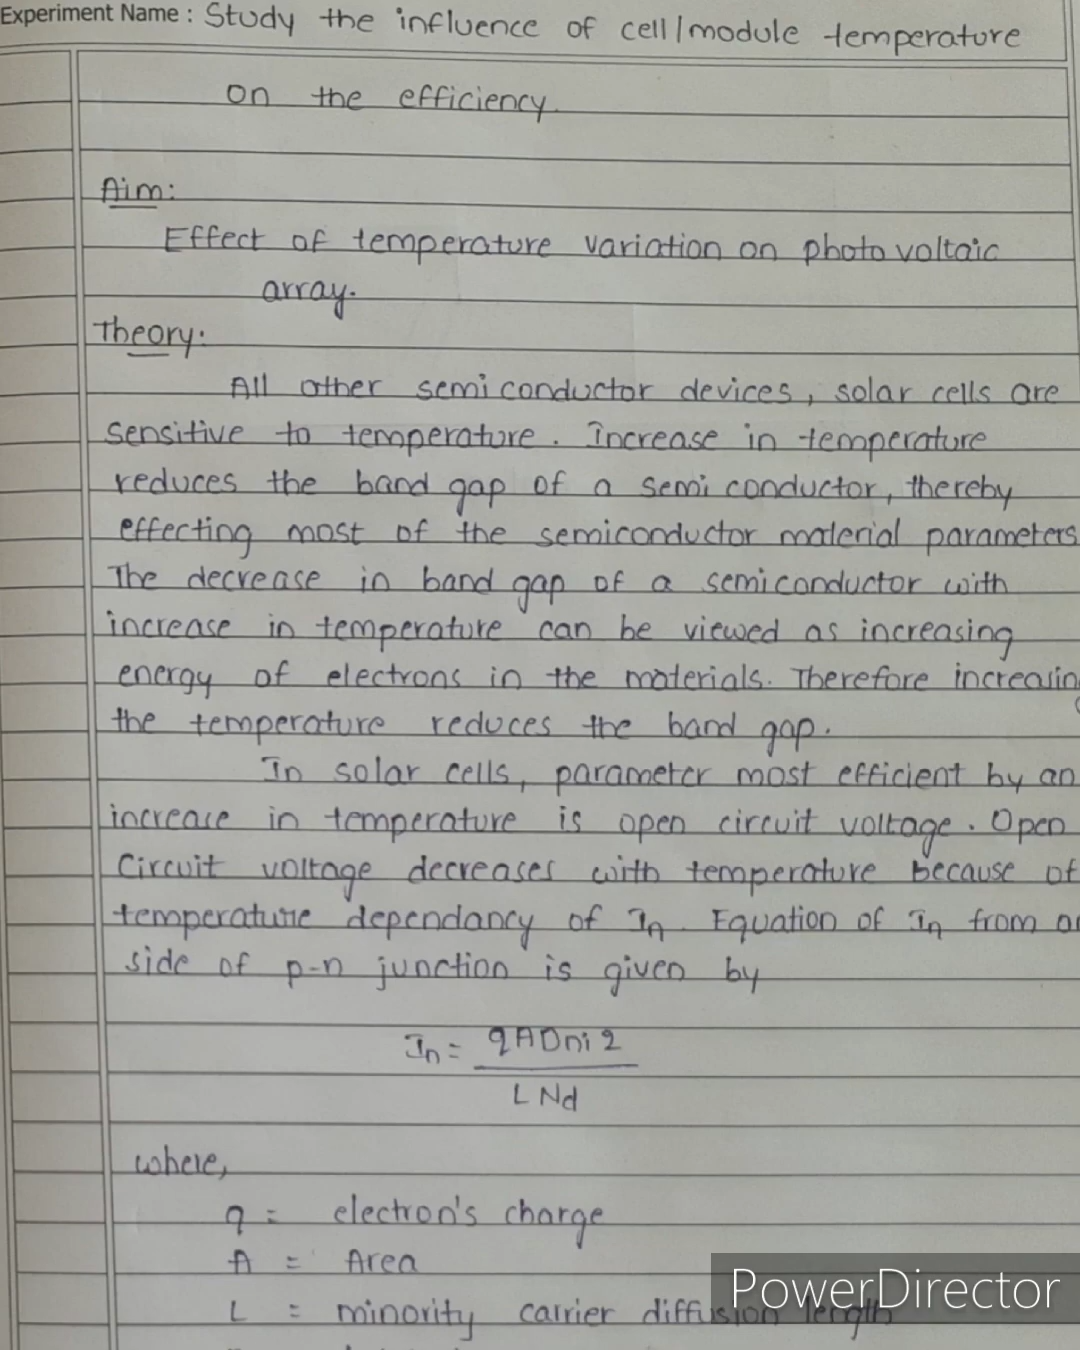 Experiment Name : Study the influence of cell/module temperature
on the efficiency.
Aim:
Effect of temperature variation on photo voltaic
array.
Theory:
All other semi conductor devices, solar cells are
sensitive to temperature. Increase in temperature
reduces the band gap of a semi conductor, thereby
effecting most of the semiconductor material parameters
The decrease in band gap of a semiconductor with
increase in temperature can be viewed as increasing
energy of electrons in the materials. Therefore increasin
the temperature reduces the band gap.
In solar cells, parameter most efficient by an
increase in temperature is open circuit voltage. Open
Circuit voltage decreases with temperature because of
temperature dependancy of In. Equation of In from
side of p-n junction is given by
In = qADni2
L Nd
where,
q = electron's charge
A = Area
L = minority carrier diffusion length
PowerDirector